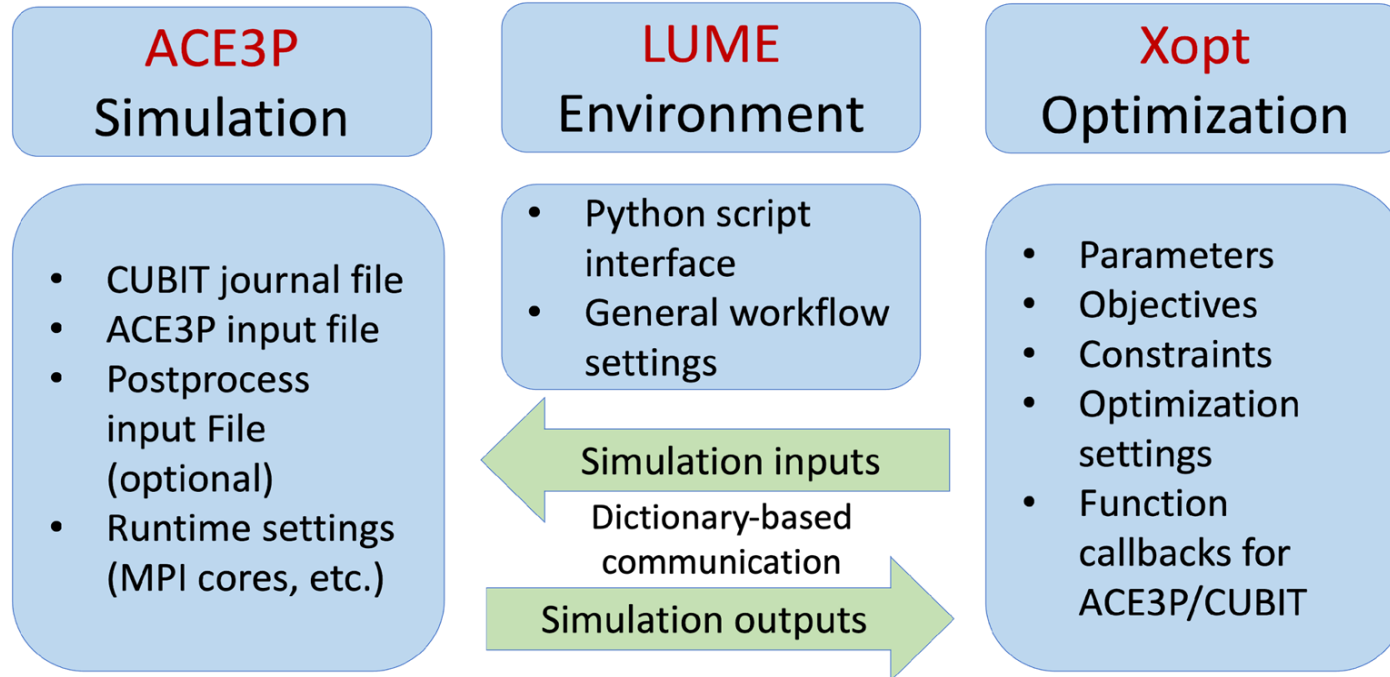 ACE3P
Simulation
• CUBIT journal file
• ACE3P input file
• Postprocess
input File
(optional)
• Runtime settings
(MPI cores, etc.)
LUME
Environment
• Python script
interface
• General workflow
settings
Simulation inputs
Dictionary-based
communication
Simulation outputs
Xopt
Optimization
• Parameters
• Objectives
• Constraints
• Optimization
settings
• Function
callbacks for
ACE3P/CUBIT